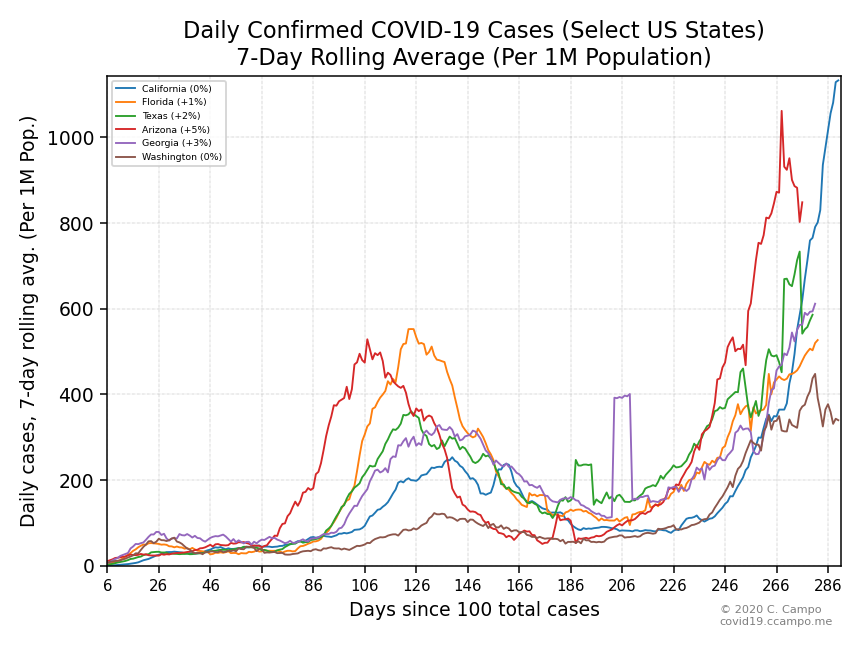 Daily Confirmed COVID-19 Cases (Select US States)
7-Day Rolling Average (Per 1M Population)
California (0%)
Florida (+1%)
Texas (+2%)
Arizona (+5%)
Georgia (+3%)
Washington (0%)
Daily cases, 7-day rolling avg. (Per 1M Pop.)
1000
800
600
400
200
0
6 26 46 66 86 106 126 146 166 186 206 226 246 266 286
Days since 100 total cases
© 2020 C. Campo
covid19.ccampo.me